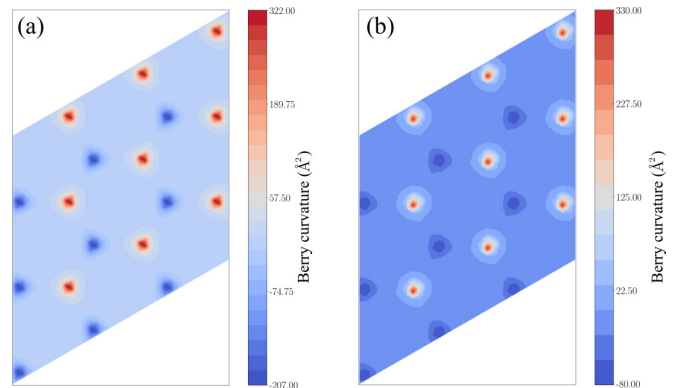 (a)
322.00
189.75
57.50
-74.75
-207.00
Berry curvature (Å²)
(b)
330.00
227.50
125.00
22.50
-80.00
Berry curvature (Å²)